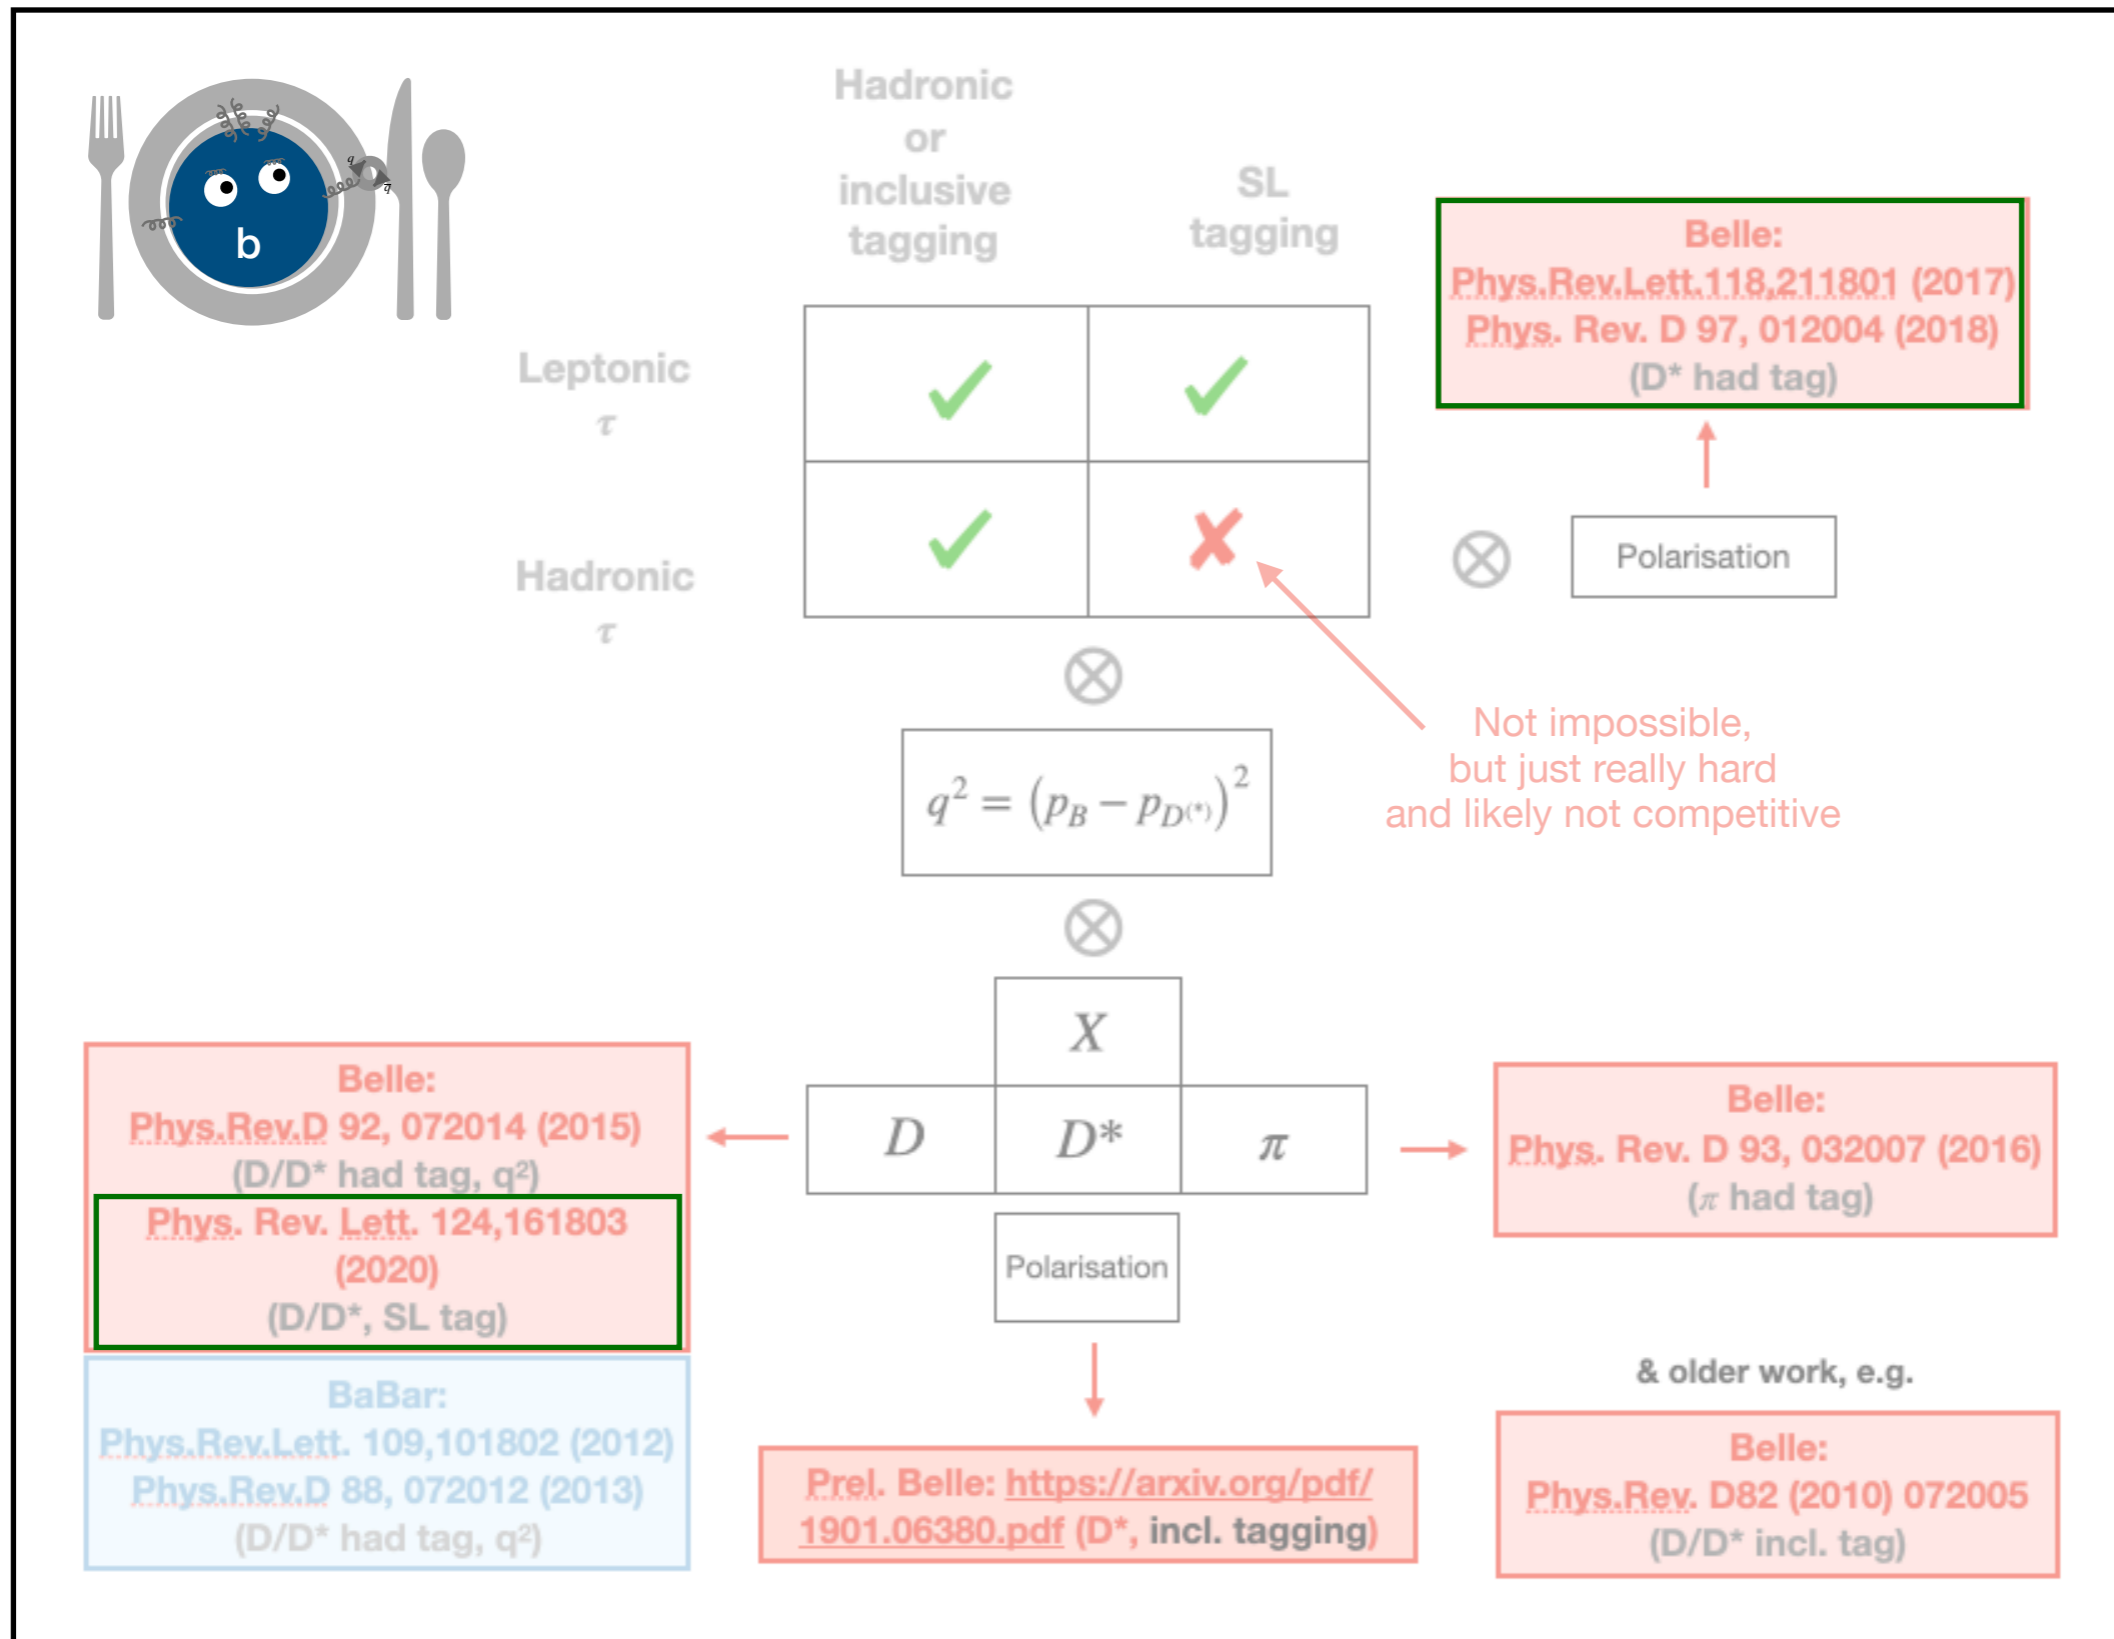 q
q̅
b
Hadronic
or
inclusive
tagging
SL
tagging
Leptonic
τ
Hadronic
τ
Belle:
Phys.Rev.Lett.118,211801 (2017)
Phys. Rev. D 97, 012004 (2018)
(D* had tag)
Polarisation
Not impossible,
but just really hard
and likely not competitive
q² = (p_B − p_D(*))²
X
D D* π
Polarisation
Belle:
Phys.Rev.D 92, 072014 (2015)
(D/D* had tag, q²)
Phys. Rev. Lett. 124,161803
(2020)
(D/D*, SL tag)
BaBar:
Phys.Rev.Lett. 109,101802 (2012)
Phys.Rev.D 88, 072012 (2013)
(D/D* had tag, q²)
Prel. Belle: https://arxiv.org/pdf/
1901.06380.pdf (D*, incl. tagging)
Belle:
Phys. Rev. D 93, 032007 (2016)
(π had tag)
& older work, e.g.
Belle:
Phys.Rev. D82 (2010) 072005
(D/D* incl. tag)